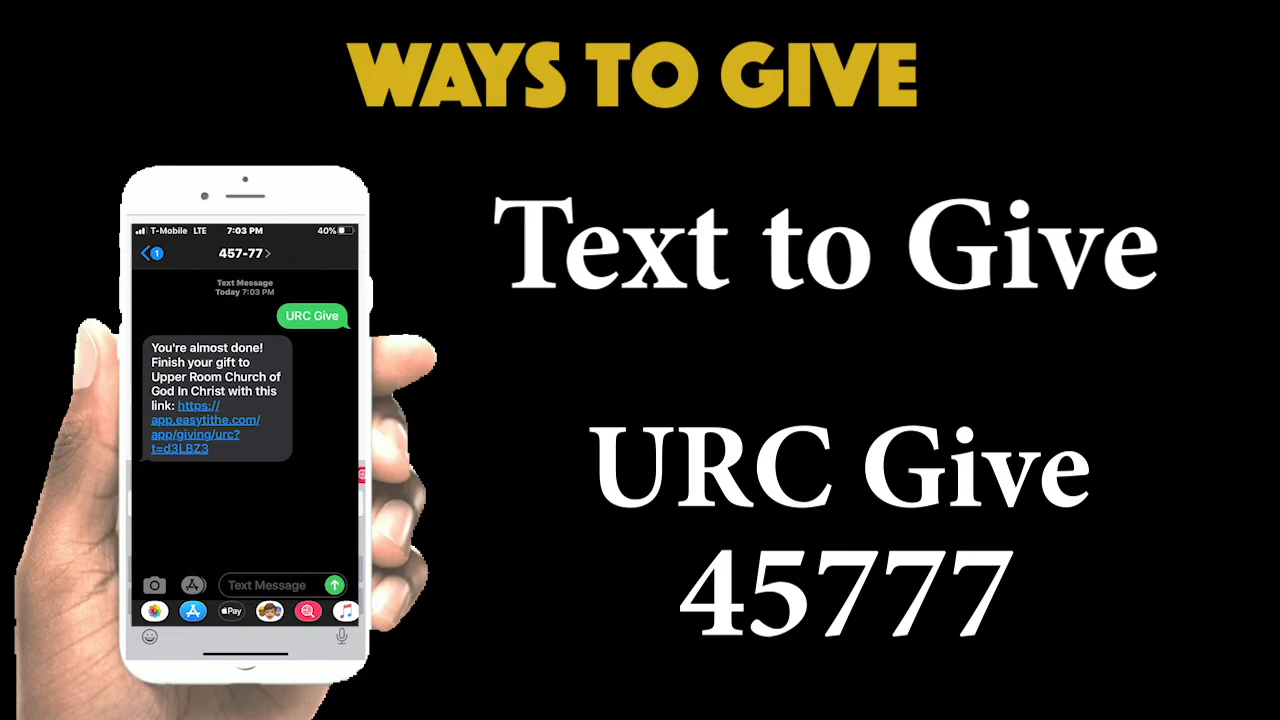 WAYS TO GIVE
T-Mobile LTE 7:03 PM 40%
1 457-77
Text Message
Today 7:03 PM
URC Give
You're almost done!
Finish your gift to
Upper Room Church of
God In Christ with this
link: https://
app.easytithe.com/
app/giving/urc?
t=d3LBZ3
Text Message
Pay
Text to Give
URC Give
45777